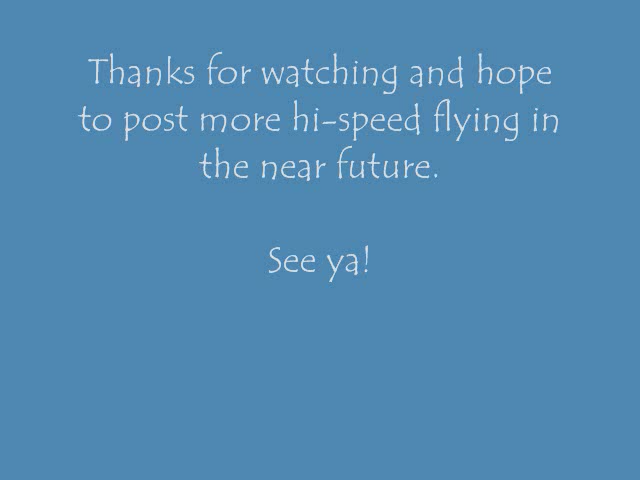 Thanks for watching and hope
to post more hi-speed flying in
the near future.
See ya!